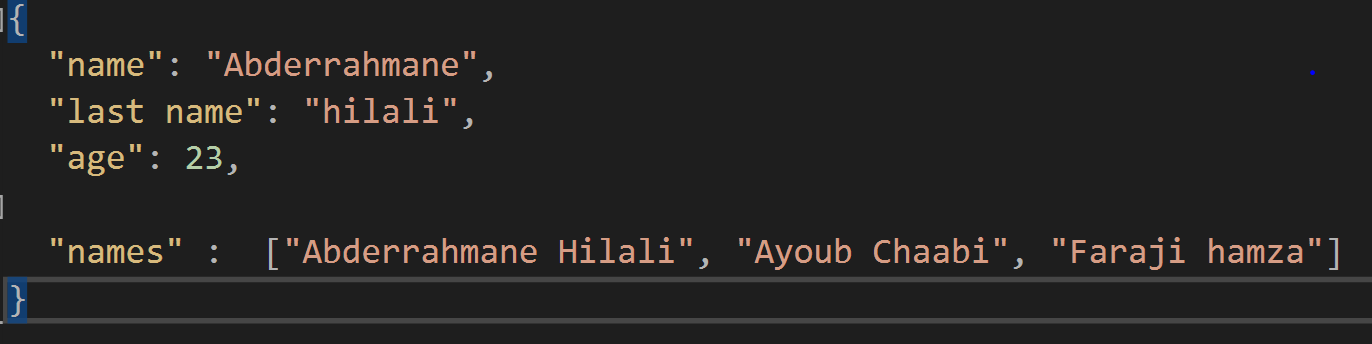 {
"name": "Abderrahmane",
"last name": "hilali",
"age": 23,
"names" :  ["Abderrahmane Hilali", "Ayoub Chaabi", "Faraji hamza"]
}